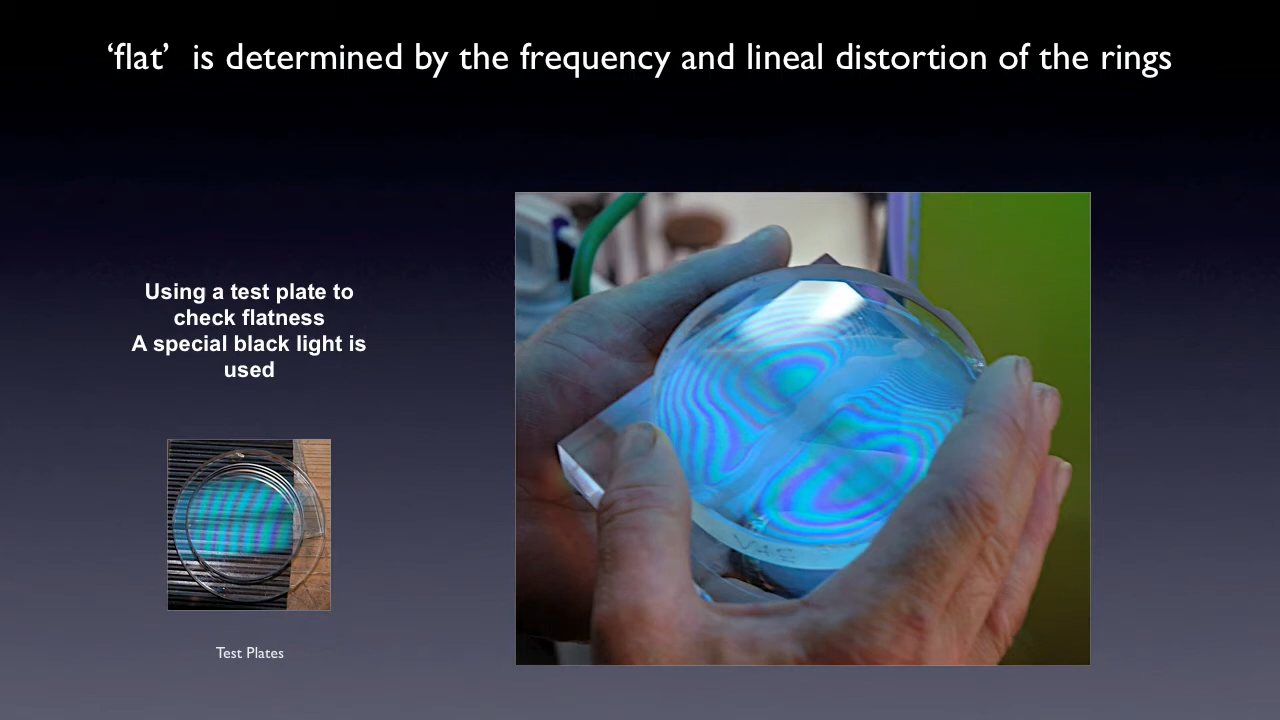 ‘flat’ is determined by the frequency and lineal distortion of the rings
Using a test plate to
check flatness
A special black light is
used
VAC
Test Plates